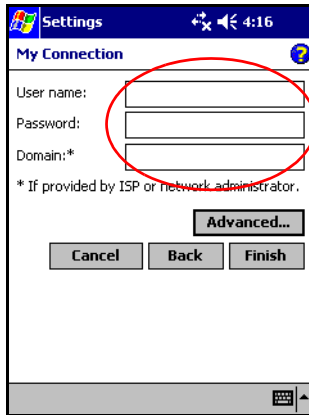 Settings 4:16
My Connection ?
User name:
Password:
Domain:*
* If provided by ISP or network administrator.
Advanced...
Cancel Back Finish